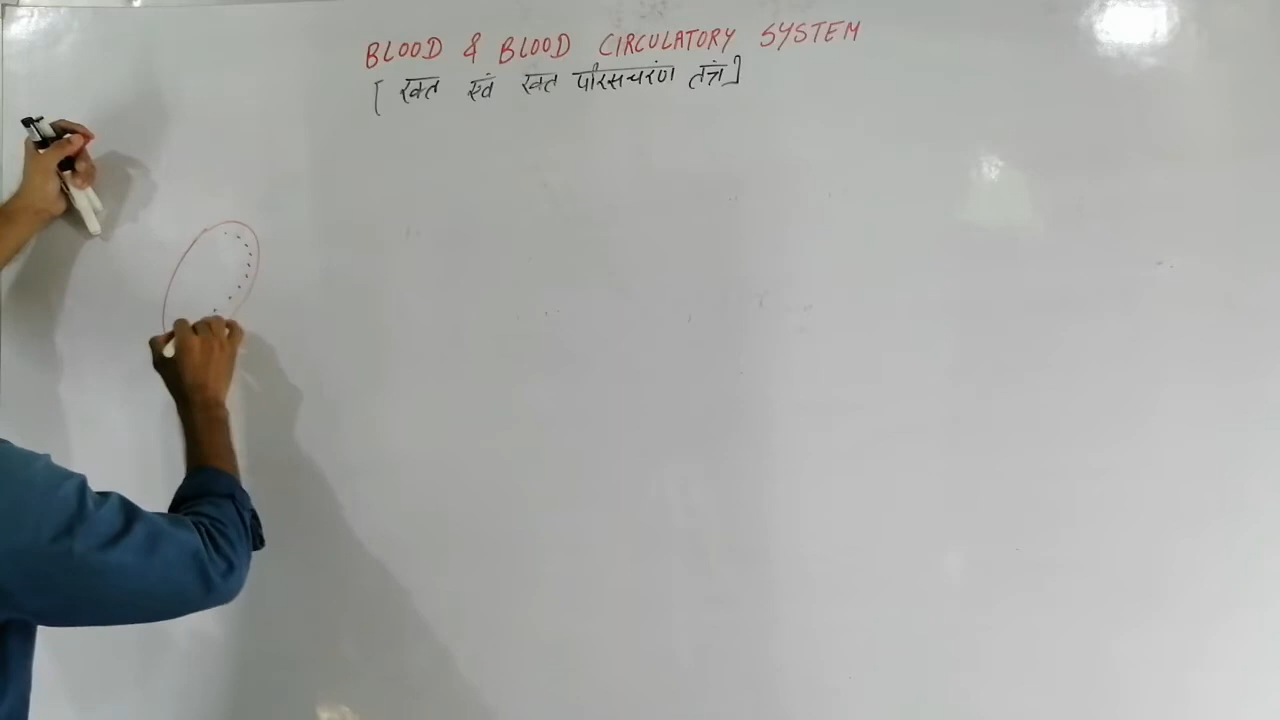 BLOOD & BLOOD CIRCULATORY SYSTEM
[ रक्त एवं रक्त परिसंचरण तंत्र ]